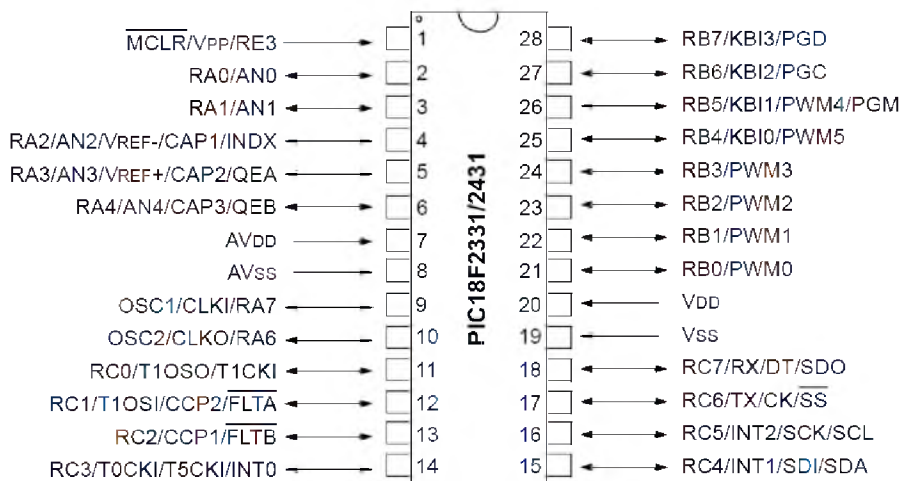 MCLR/VPP/RE3 1 28 RB7/KBI3/PGD
RA0/AN0 2 27 RB6/KBI2/PGC
RA1/AN1 3 26 RB5/KBI1/PWM4/PGM
RA2/AN2/VREF-/CAP1/INDX 4 25 RB4/KBI0/PWM5
RA3/AN3/VREF+/CAP2/QEA 5 24 RB3/PWM3
RA4/AN4/CAP3/QEB 6 23 RB2/PWM2
AVDD 7 22 RB1/PWM1
AVSS 8 21 RB0/PWM0
OSC1/CLKI/RA7 9 20 VDD
OSC2/CLKO/RA6 10 19 VSS
RC0/T1OSO/T1CKI 11 18 RC7/RX/DT/SDO
RC1/T1OSI/CCP2/FLTA 12 17 RC6/TX/CK/SS
RC2/CCP1/FLTB 13 16 RC5/INT2/SCK/SCL
RC3/T0CKI/T5CKI/INT0 14 15 RC4/INT1/SDI/SDA
PIC18F2331/2431